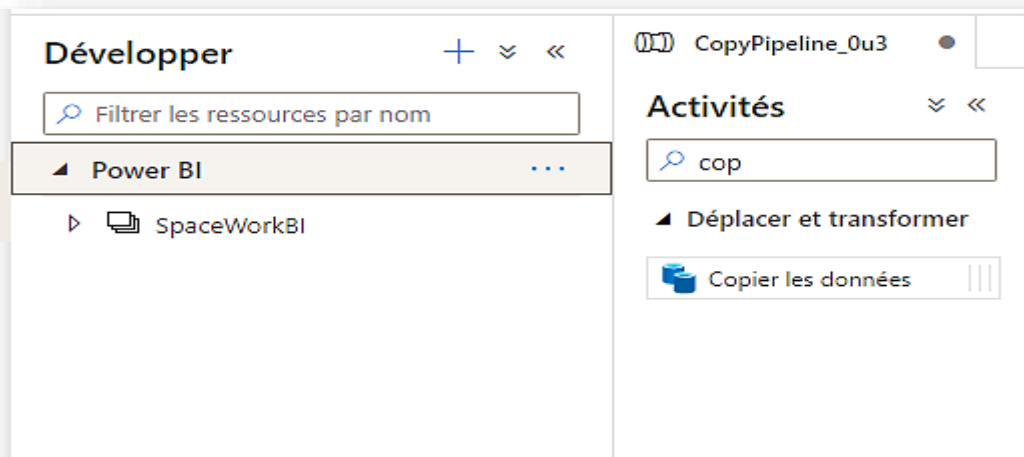 Développer
Filtrer les ressources par nom
Power BI
SpaceWorkBI
CopyPipeline_0u3
Activités
cop
Déplacer et transformer
Copier les données